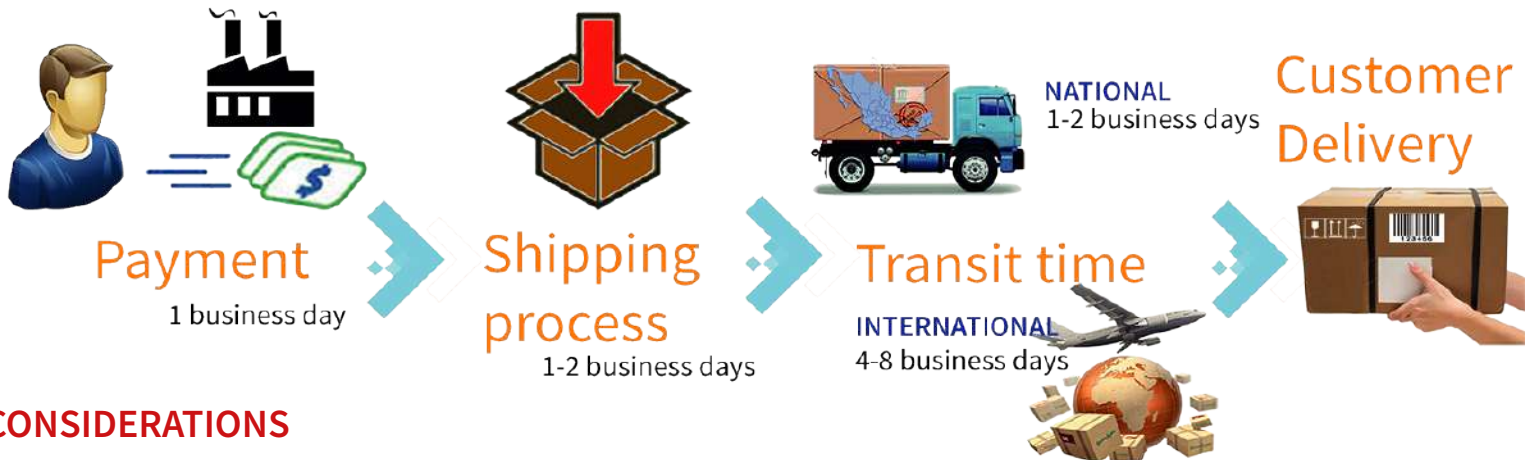 Payment
1 business day
Shipping
process
1-2 business days
NATIONAL
1-2 business days
Transit time
INTERNATIONAL
4-8 business days
Customer
Delivery
$
123456
CONSIDERATIONS